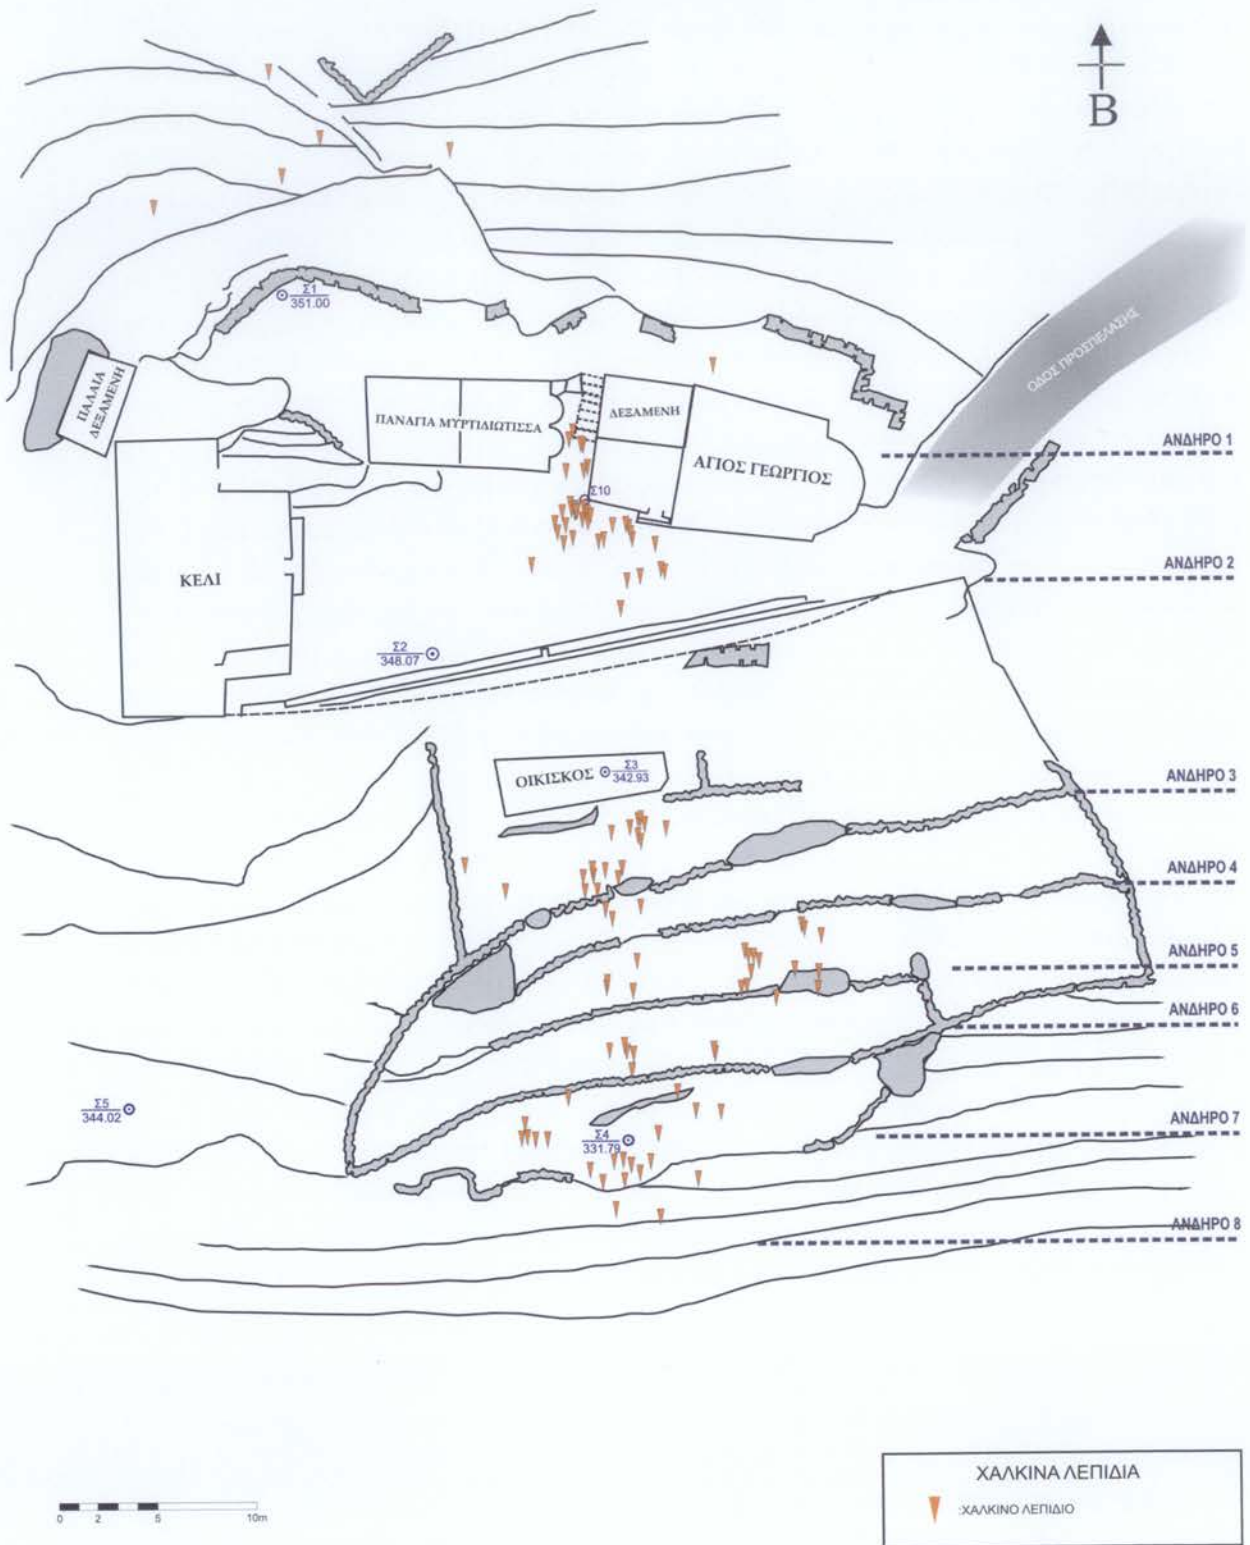 B
Σ1
351.00
ΟΔΟΣ ΠΡΟΣΠΕΛΑΣΗΣ
ΠΑΛΑΙΑ
ΔΕΞΑΜΕΝΗ
ΠΑΝΑΓΙΑ ΜΥΡΤΙΔΙΩΤΙΣΣΑ
ΔΕΞΑΜΕΝΗ
ΑΓΙΟΣ ΓΕΩΡΓΙΟΣ
ΑΝΔΗΡΟ 1
Σ10
ΚΕΛΙ
ΑΝΔΗΡΟ 2
Σ2
348.07
ΟΙΚΙΣΚΟΣ
Σ3
342.93
ΑΝΔΗΡΟ 3
ΑΝΔΗΡΟ 4
ΑΝΔΗΡΟ 5
ΑΝΔΗΡΟ 6
Σ5
344.02
Σ4
331.79
ΑΝΔΗΡΟ 7
ΑΝΔΗΡΟ 8
ΧΑΛΚΙΝΑ ΛΕΠΙΔΙΑ
:ΧΑΛΚΙΝΟ ΛΕΠΙΔΙΟ
0 2 5 10m